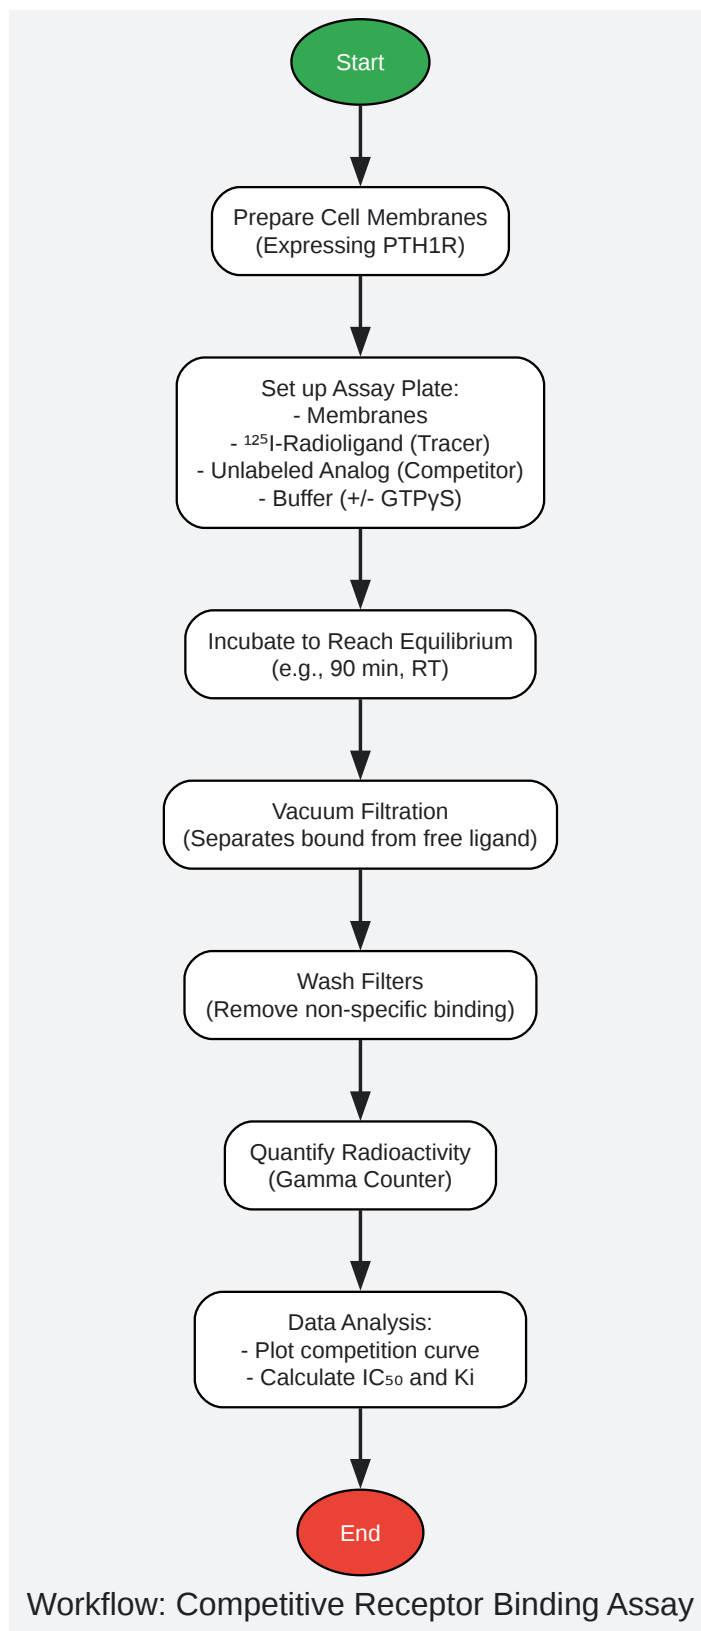 Start
Prepare Cell Membranes
(Expressing PTH1R)
Set up Assay Plate:
- Membranes
- ¹²⁵I-Radioligand (Tracer)
- Unlabeled Analog (Competitor)
- Buffer (+/- GTPγS)
Incubate to Reach Equilibrium
(e.g., 90 min, RT)
Vacuum Filtration
(Separates bound from free ligand)
Wash Filters
(Remove non-specific binding)
Quantify Radioactivity
(Gamma Counter)
Data Analysis:
- Plot competition curve
- Calculate IC₅₀ and Ki
End
Workflow: Competitive Receptor Binding Assay